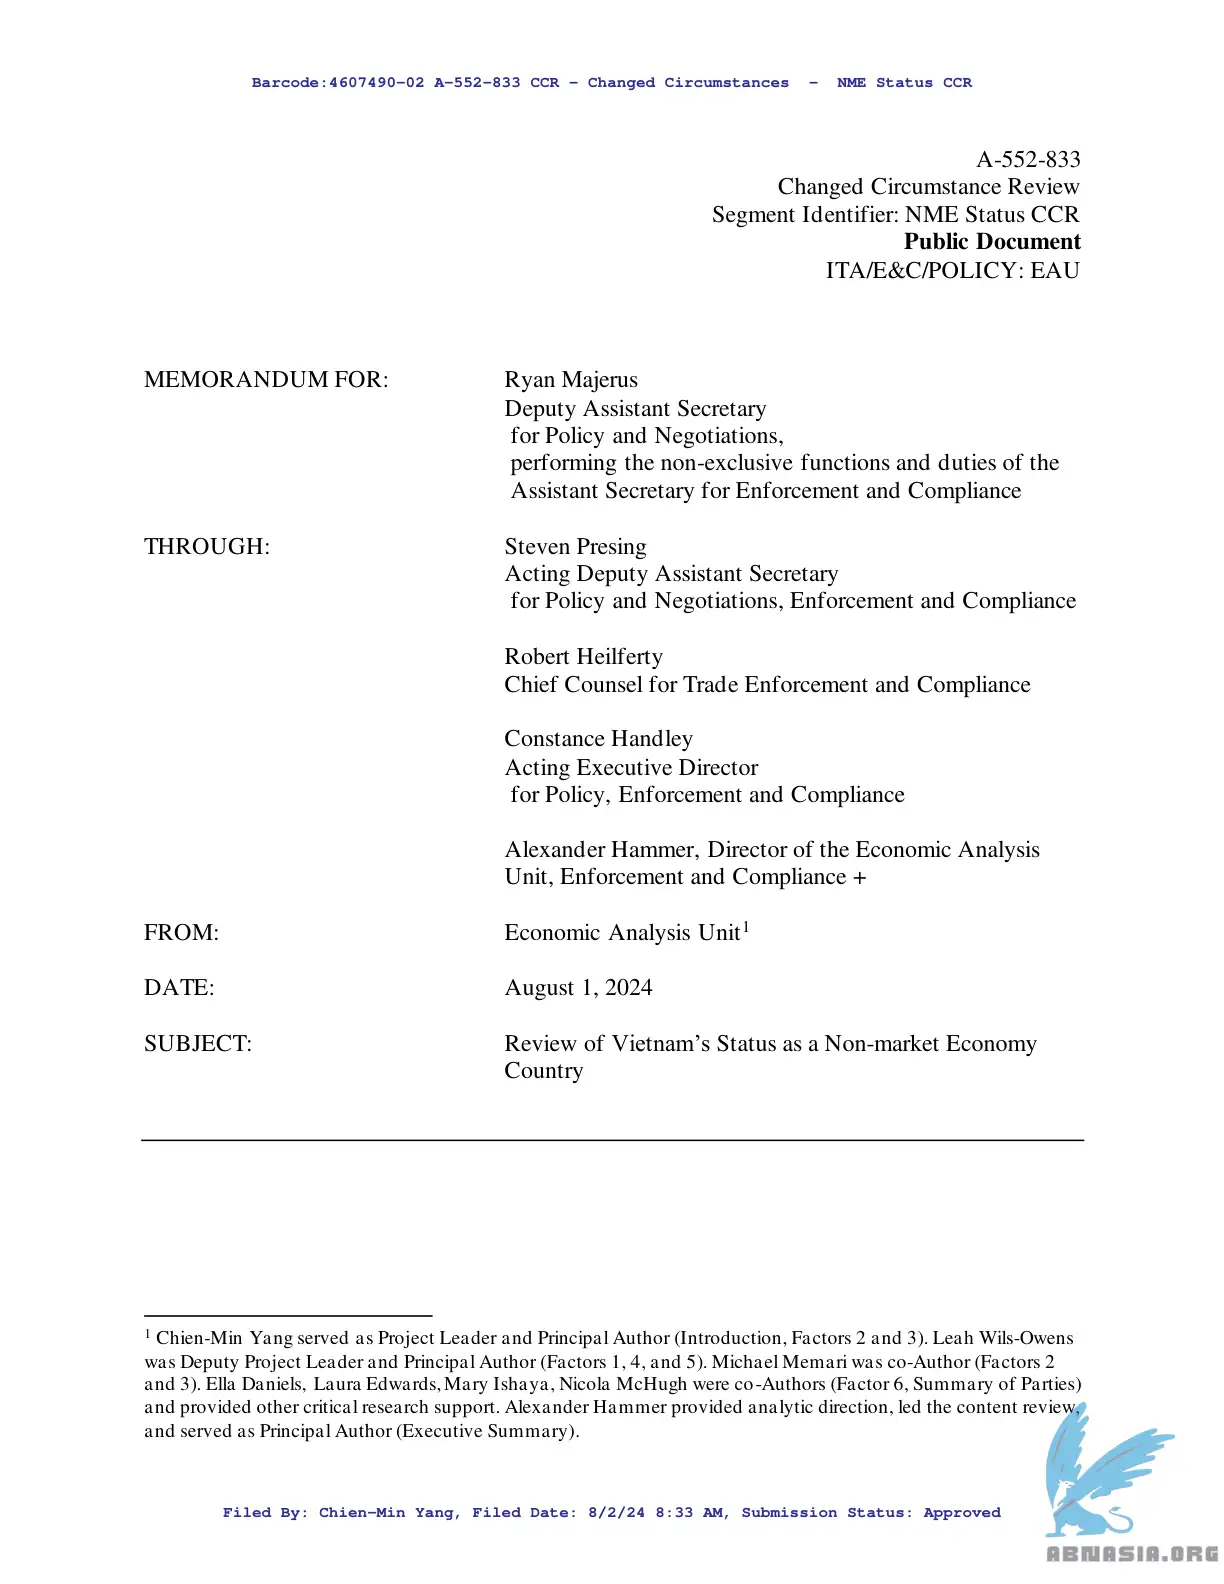 Barcode:4607490-02 A-552-833 CCR - Changed Circumstances - NME Status CCR
A-552-833
Changed Circumstance Review
Segment Identifier: NME Status CCR
Public Document
ITA/E&C/POLICY: EAU
MEMORANDUM FOR: Ryan Majerus
Deputy Assistant Secretary
for Policy and Negotiations,
performing the non-exclusive functions and duties of the
Assistant Secretary for Enforcement and Compliance
THROUGH: Steven Presing
Acting Deputy Assistant Secretary
for Policy and Negotiations, Enforcement and Compliance
Robert Heilferty
Chief Counsel for Trade Enforcement and Compliance
Constance Handley
Acting Executive Director
for Policy, Enforcement and Compliance
Alexander Hammer, Director of the Economic Analysis
Unit, Enforcement and Compliance +
FROM: Economic Analysis Unit1
DATE: August 1, 2024
SUBJECT: Review of Vietnam’s Status as a Non-market Economy
Country
1 Chien-Min Yang served as Project Leader and Principal Author (Introduction, Factors 2 and 3). Leah Wils-Owens
was Deputy Project Leader and Principal Author (Factors 1, 4, and 5). Michael Memari was co-Author (Factors 2
and 3). Ella Daniels, Laura Edwards, Mary Ishaya, Nicola McHugh were co-Authors (Factor 6, Summary of Parties)
and provided other critical research support. Alexander Hammer provided analytic direction, led the content review,
and served as Principal Author (Executive Summary).
Filed By: Chien-Min Yang, Filed Date: 8/2/24 8:33 AM, Submission Status: Approved
ABNASIA.ORG